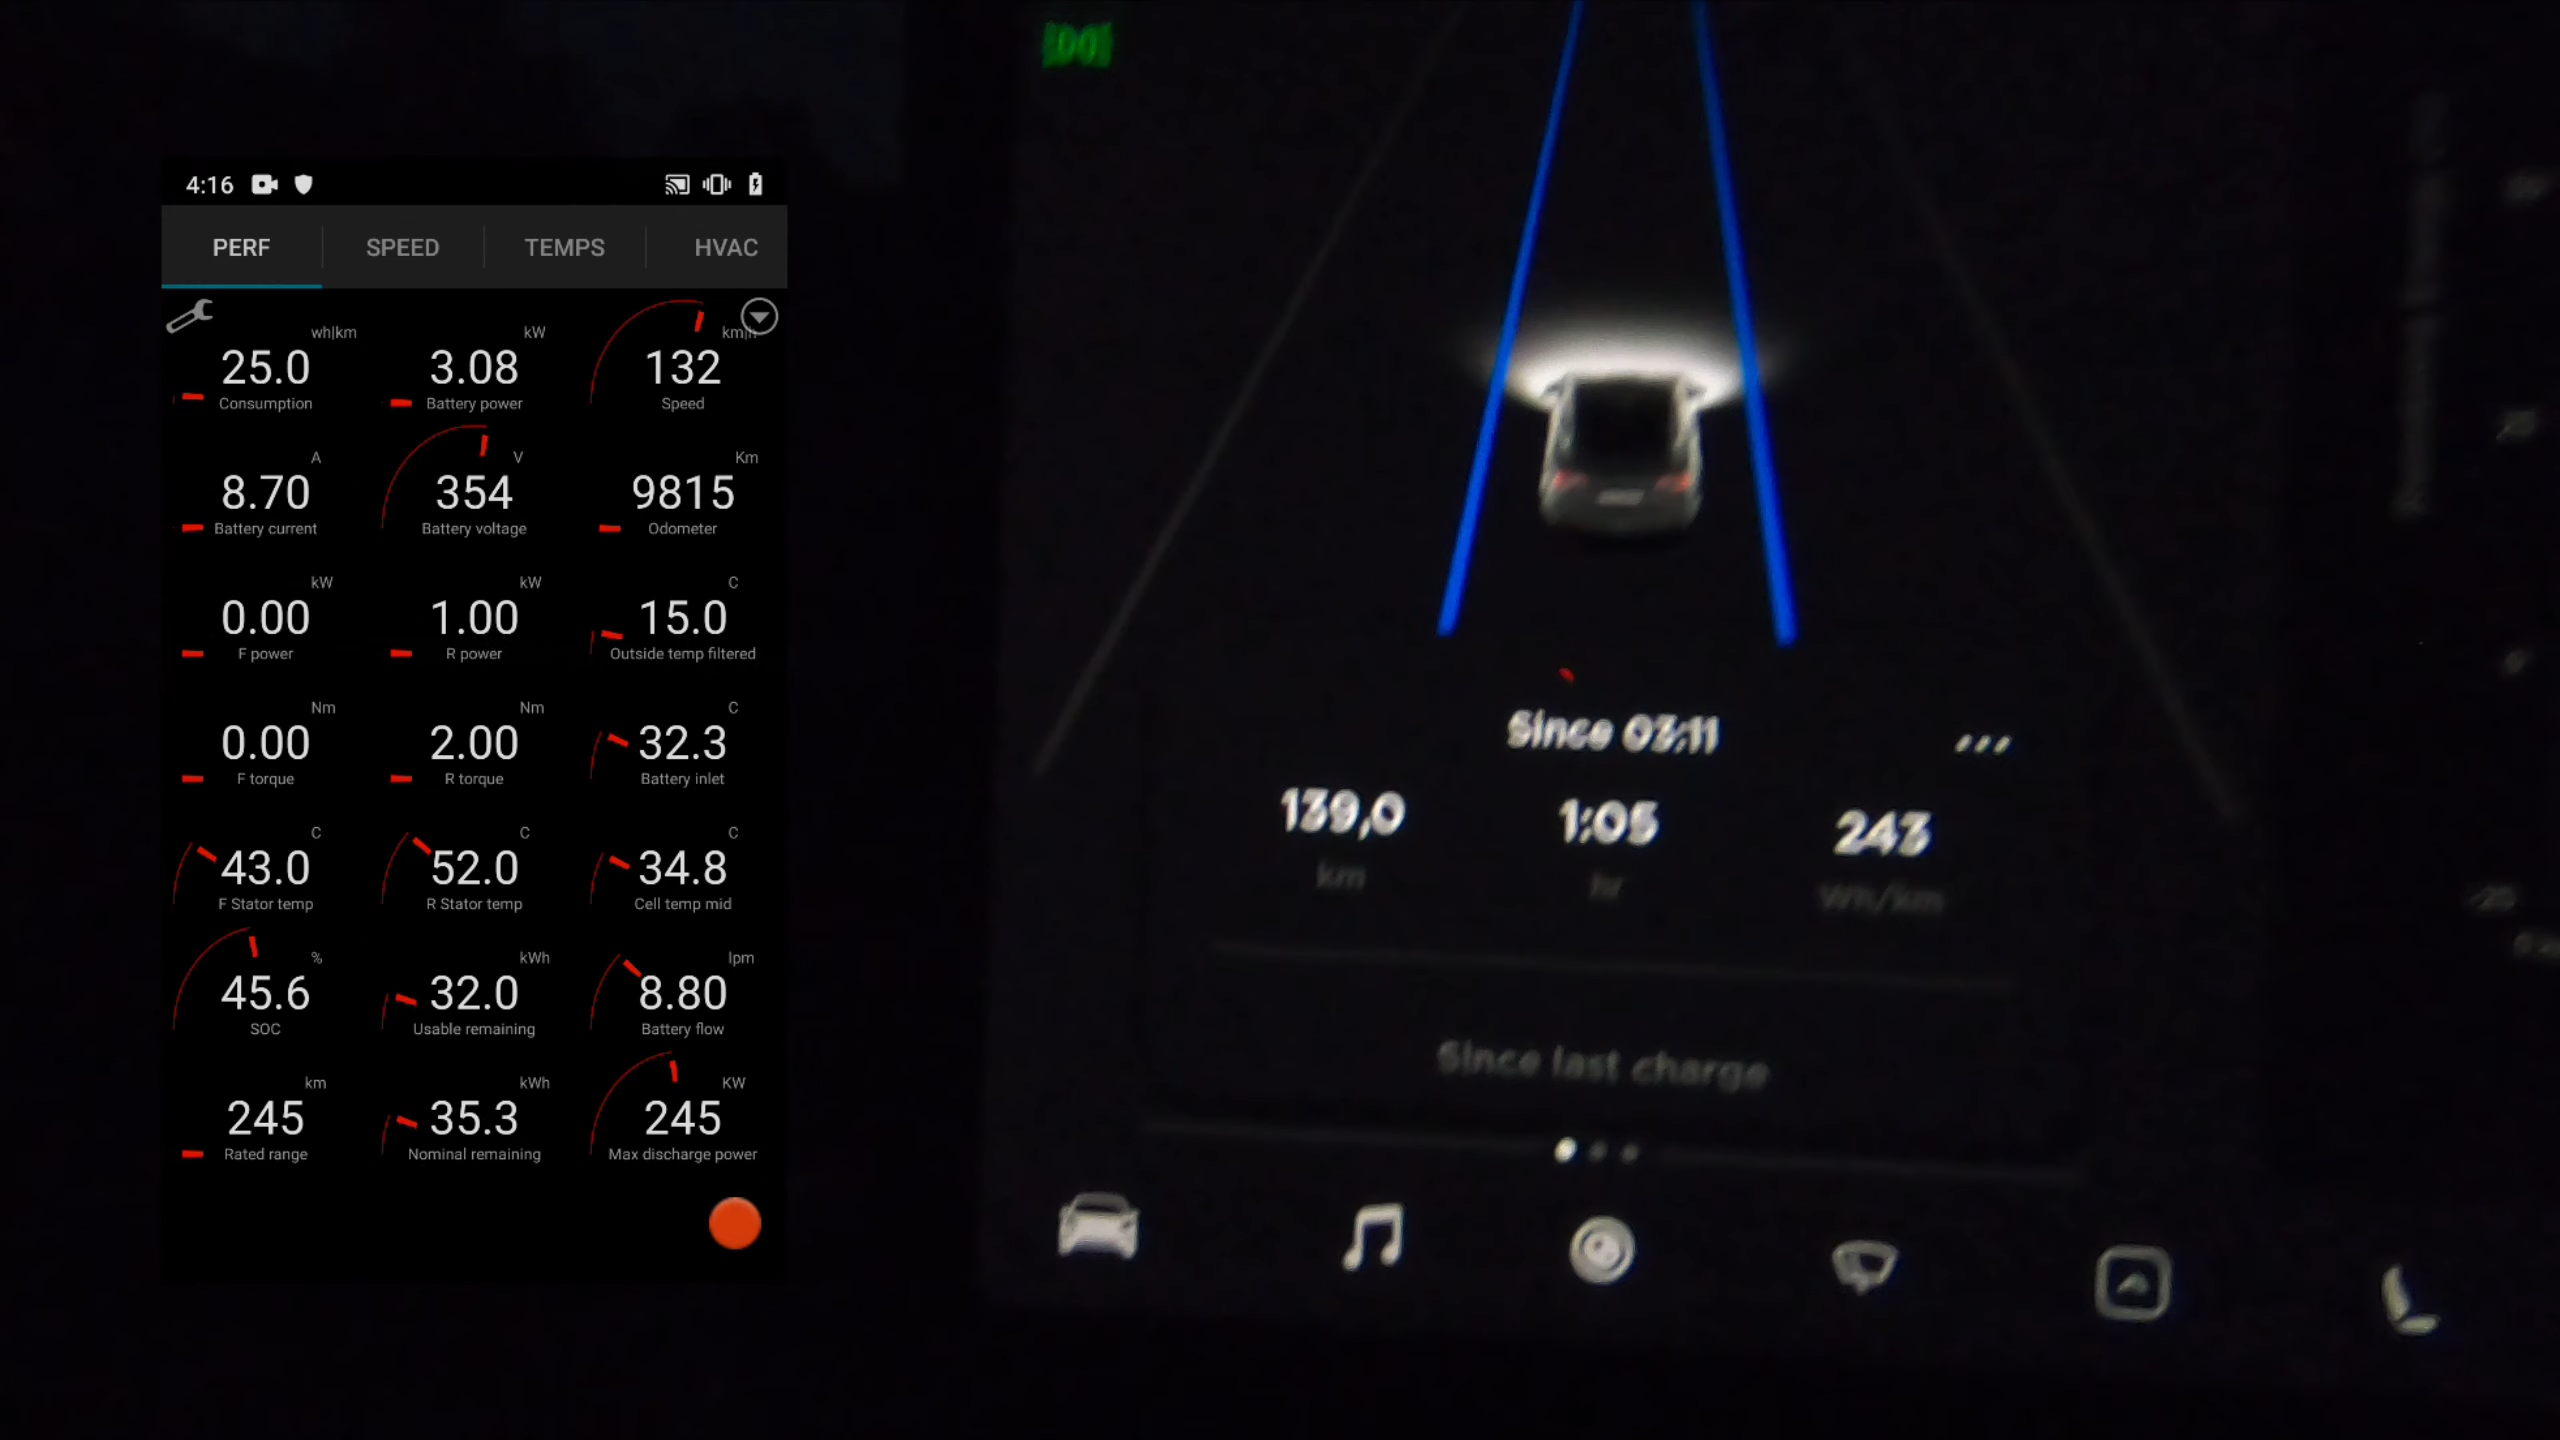 4:16
PERF SPEED TEMPS HVAC
wh|km kW km|h
25.0 3.08 132
Consumption Battery power Speed
A V Km
8.70 354 9815
Battery current Battery voltage Odometer
kW kW C
0.00 1.00 15.0
F power R power Outside temp filtered
Nm Nm C
0.00 2.00 32.3
F torque R torque Battery inlet
C C C
43.0 52.0 34.8
F Stator temp R Stator temp Cell temp mid
% kWh lpm
45.6 32.0 8.80
SOC Usable remaining Battery flow
km kWh KW
245 35.3 245
Rated range Nominal remaining Max discharge power
Since 03:11
139,0 1:05 243
km hr Wh/km
Since last charge